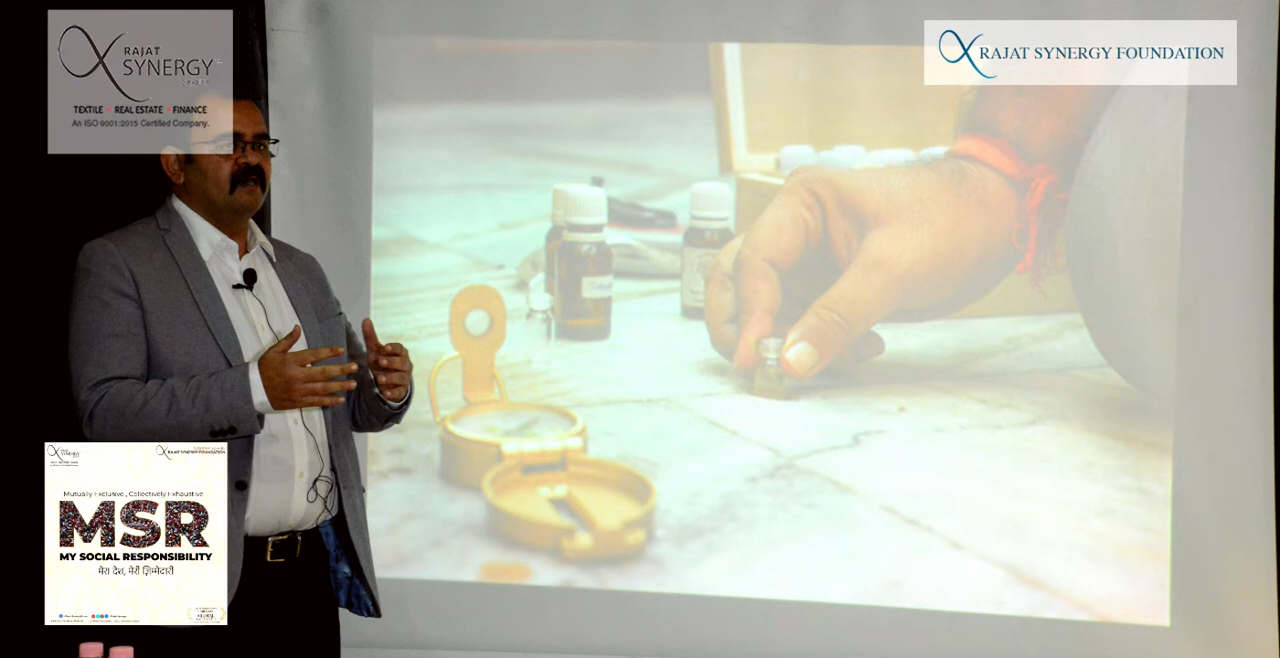 RAJAT
SYNERGY
TEXTILE REAL ESTATE FINANCE
An ISO 9001:2015 Certified Company.
RAJAT SYNERGY FOUNDATION
RAJAT SYNERGY FOUNDATION
Mutually Exclusive , Collectively Exhaustive
MSR
MY SOCIAL RESPONSIBILITY
मेरा देश, मेरी ज़िम्मेदारी